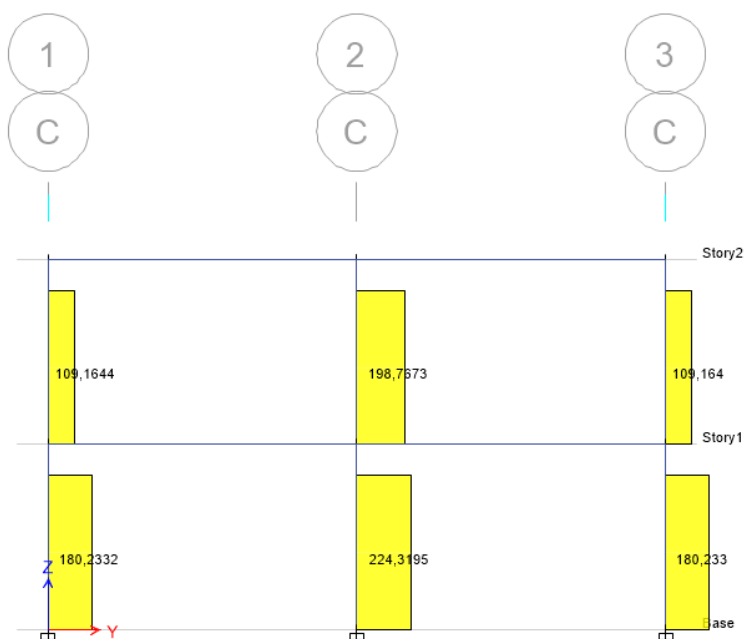 1 2 3
C C C
Story2
109,1644 198,7673 109,164
Story1
180,2332 224,3195 180,233
Z
Base
Y